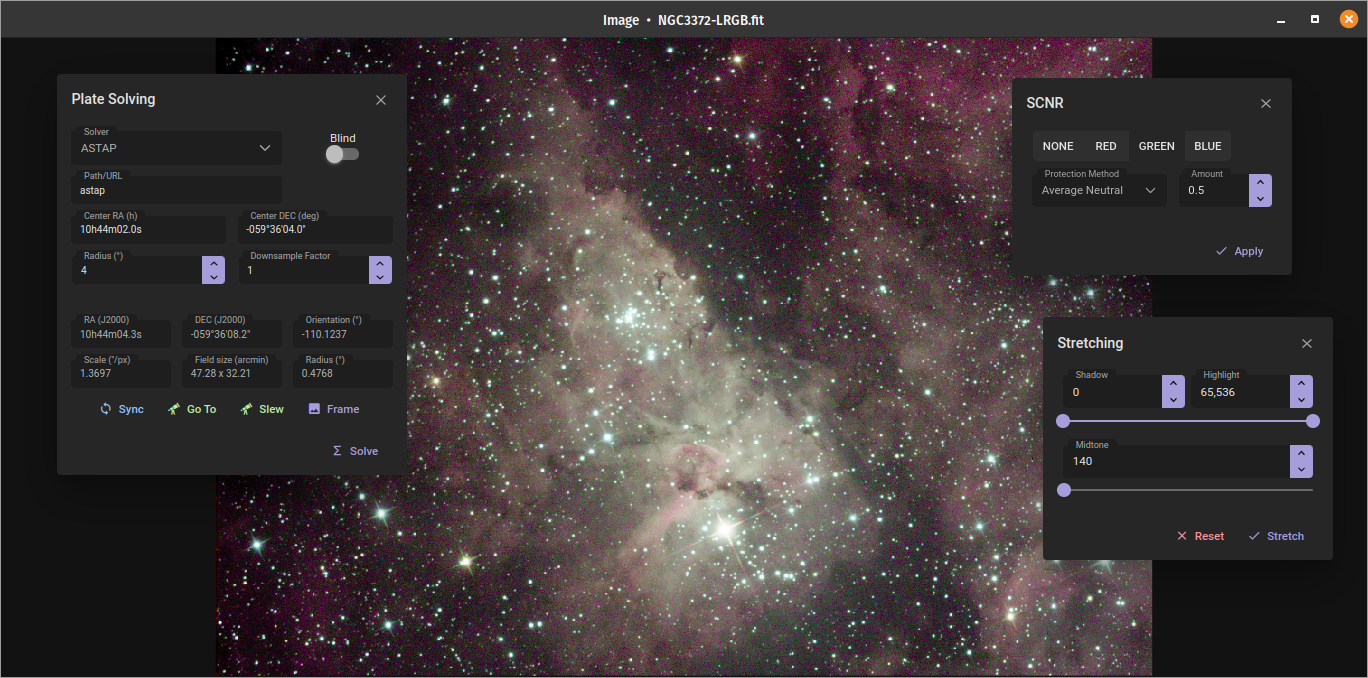 Image • NGC3372-LRGB.fit
Plate Solving
Solver
ASTAP
Blind
Path/URL
astap
Center RA (h)
10h44m02.0s
Center DEC (deg)
-059°36'04.0"
Radius (°)
4
Downsample Factor
1
RA (J2000)
10h44m04.3s
DEC (J2000)
-059°36'08.2"
Orientation (°)
-110.1237
Scale ("/px)
1.3697
Field size (arcmin)
47.28 x 32.21
Radius (°)
0.4768
Sync Go To Slew Frame
Solve
SCNR
NONE RED GREEN BLUE
Protection Method
Average Neutral
Amount
0.5
Apply
Stretching
Shadow
0
Highlight
65,536
Midtone
140
Reset Stretch